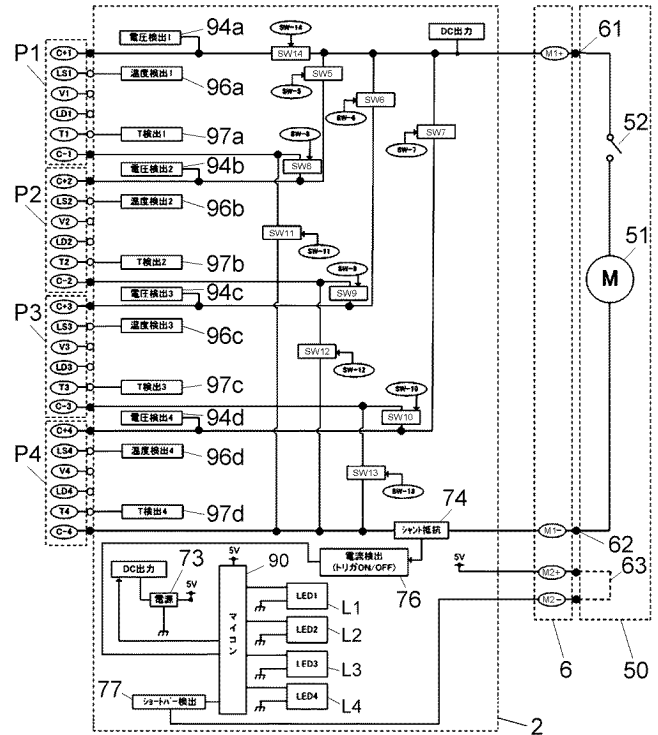 94a
電圧検出1
SW-14
DC出力
P1
C+1
SW14
M1+
61
LS1
温度検出1
96a
SW5
SW-5
V1
SW-6
SW6
52
LD1
T1
T検出1
97a
SW-8
SW7
SW-7
C-1
94b
電圧検出2
SW8
P2
C+2
LS2
温度検出2
96b
V2
SW11
SW-11
51
LD2
M
T2
T検出2
97b
SW-9
C-2
94c
電圧検出3
SW9
P3
C+3
LS3
温度検出3
96c
V3
SW12
SW-12
LD3
T3
T検出3
97c
SW-10
C-3
94d
電圧検出4
SW10
P4
C+4
LS4
温度検出4
96d
V4
SW13
SW-13
74
LD4
T4
T検出4
97d
C-4
シャント抵抗
M1-
62
5V
電流検出
(トリガON/OFF)
76
5V
M2+
63
DC出力
73
5V
90
電源
マイコン
LED1
L1
M2-
LED2
L2
6
50
LED3
L3
77
LED4
L4
ショートバー検出
2